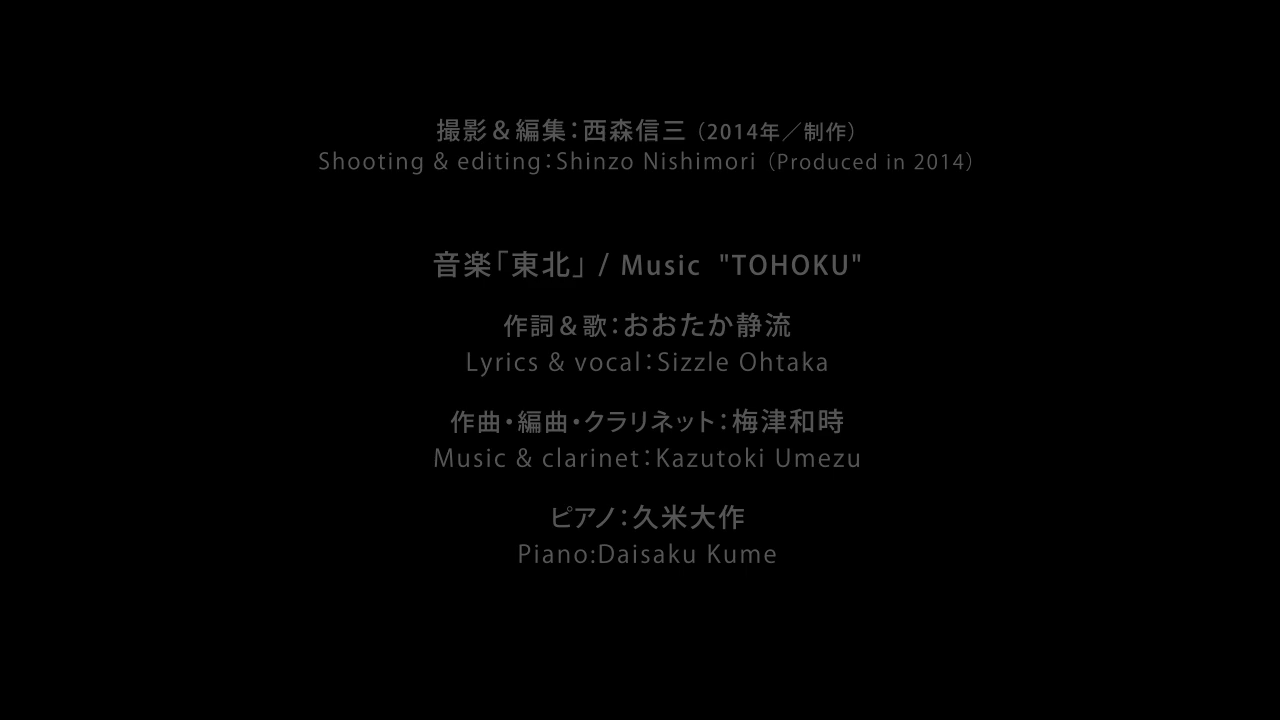 撮影＆編集：西森信三（2014年／制作）
Shooting & editing：Shinzo Nishimori（Produced in 2014）
音楽「東北」 / Music "TOHOKU"
作詞＆歌：おおたか静流
Lyrics & vocal：Sizzle Ohtaka
作曲・編曲・クラリネット：梅津和時
Music & clarinet：Kazutoki Umezu
ピアノ：久米大作
Piano:Daisaku Kume